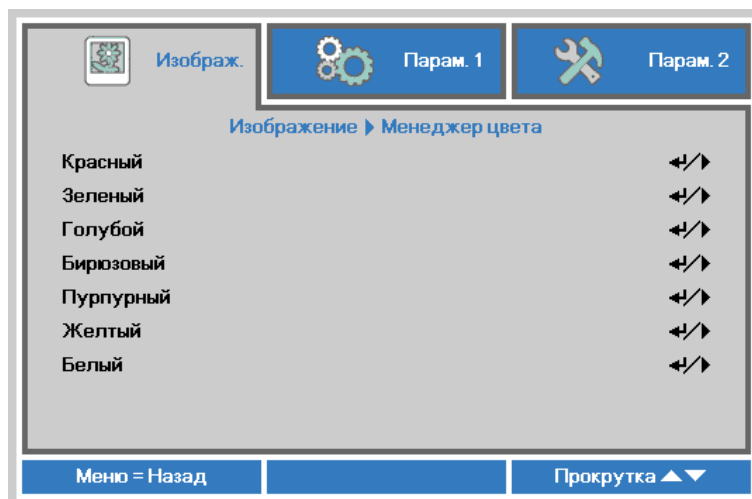 Изображ.
Парам. 1
Парам. 2
Изображение Менеджер цвета
Красный
Зеленый
Голубой
Бирюзовый
Пурпурный
Желтый
Белый
Меню = Назад
Прокрутка